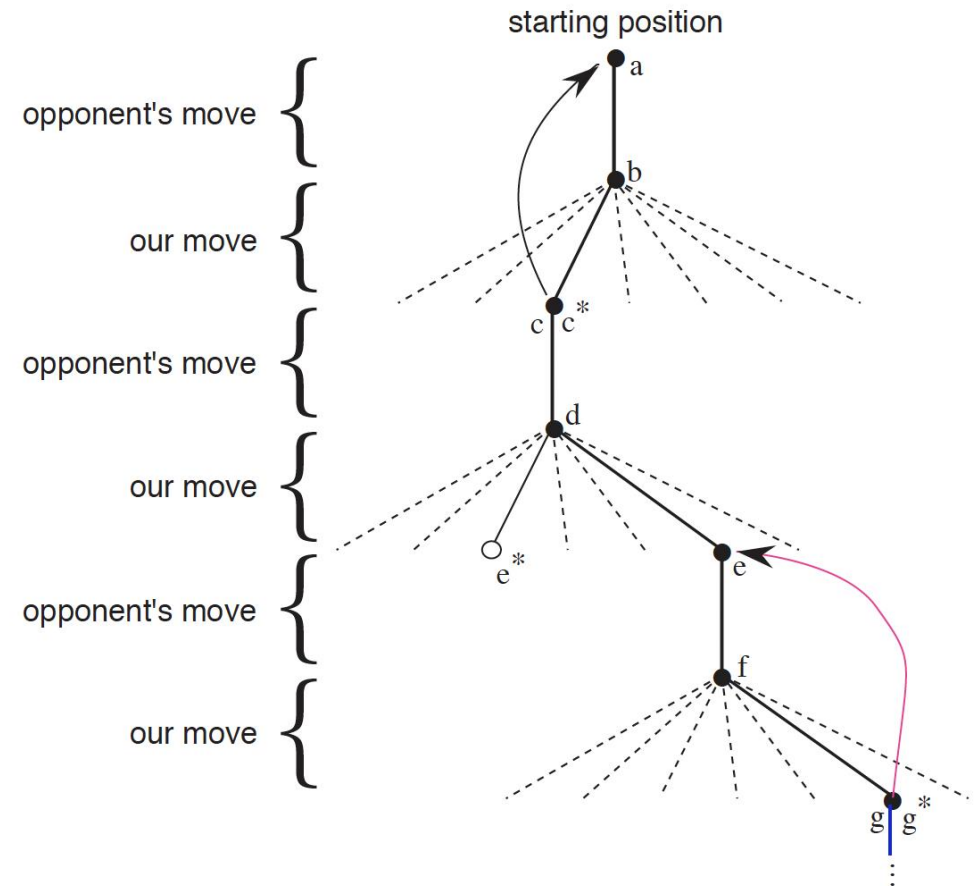 starting position
a
opponent's move
b
our move
c c*
opponent's move
d
our move
e*
e
opponent's move
f
our move
g g*